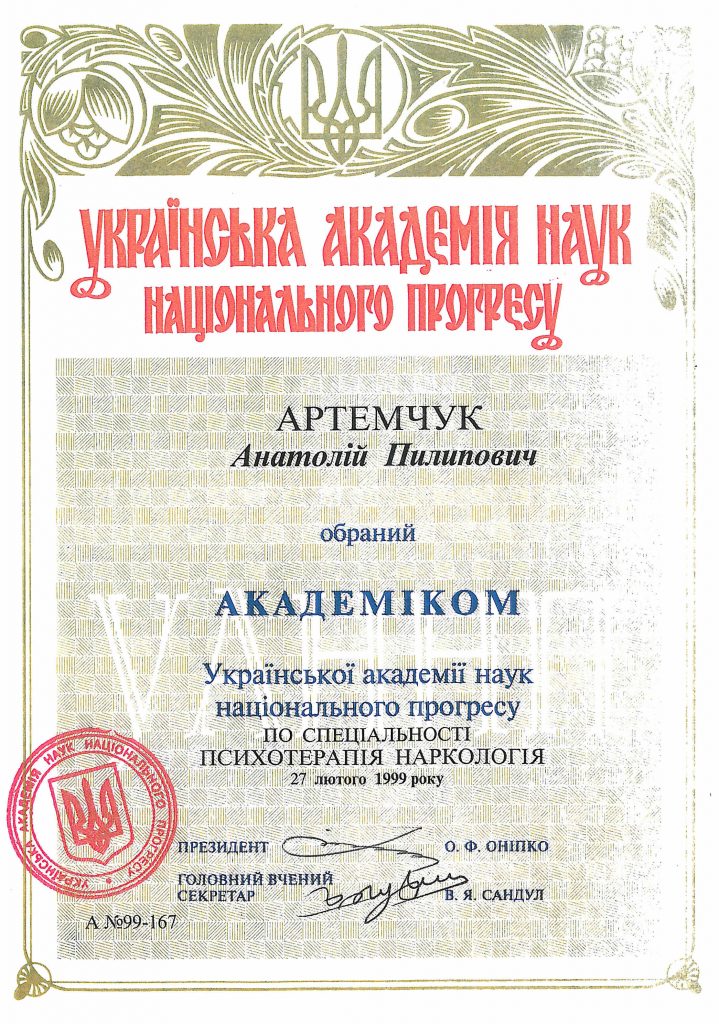 УКРАЇНСЬКА АКАДЕМІЯ НАУК
НАЦІОНАЛЬНОГО ПРОГРЕСУ
АРТЕМЧУК
Анатолій Пилипович
обраний
АКАДЕМІКОМ
УАННП
Української академії наук
національного прогресу
ПО СПЕЦІАЛЬНОСТІ
ПСИХОТЕРАПІЯ НАРКОЛОГІЯ
27 лютого 1999 року
УКРАЇНСЬКА АКАДЕМІЯ НАУК НАЦІОНАЛЬНОГО ПРОГРЕСУ
ПРЕЗИДЕНТ О. Ф. ОНІПКО
ГОЛОВНИЙ ВЧЕНИЙ
СЕКРЕТАР В. Я. САНДУЛ
А №99-167